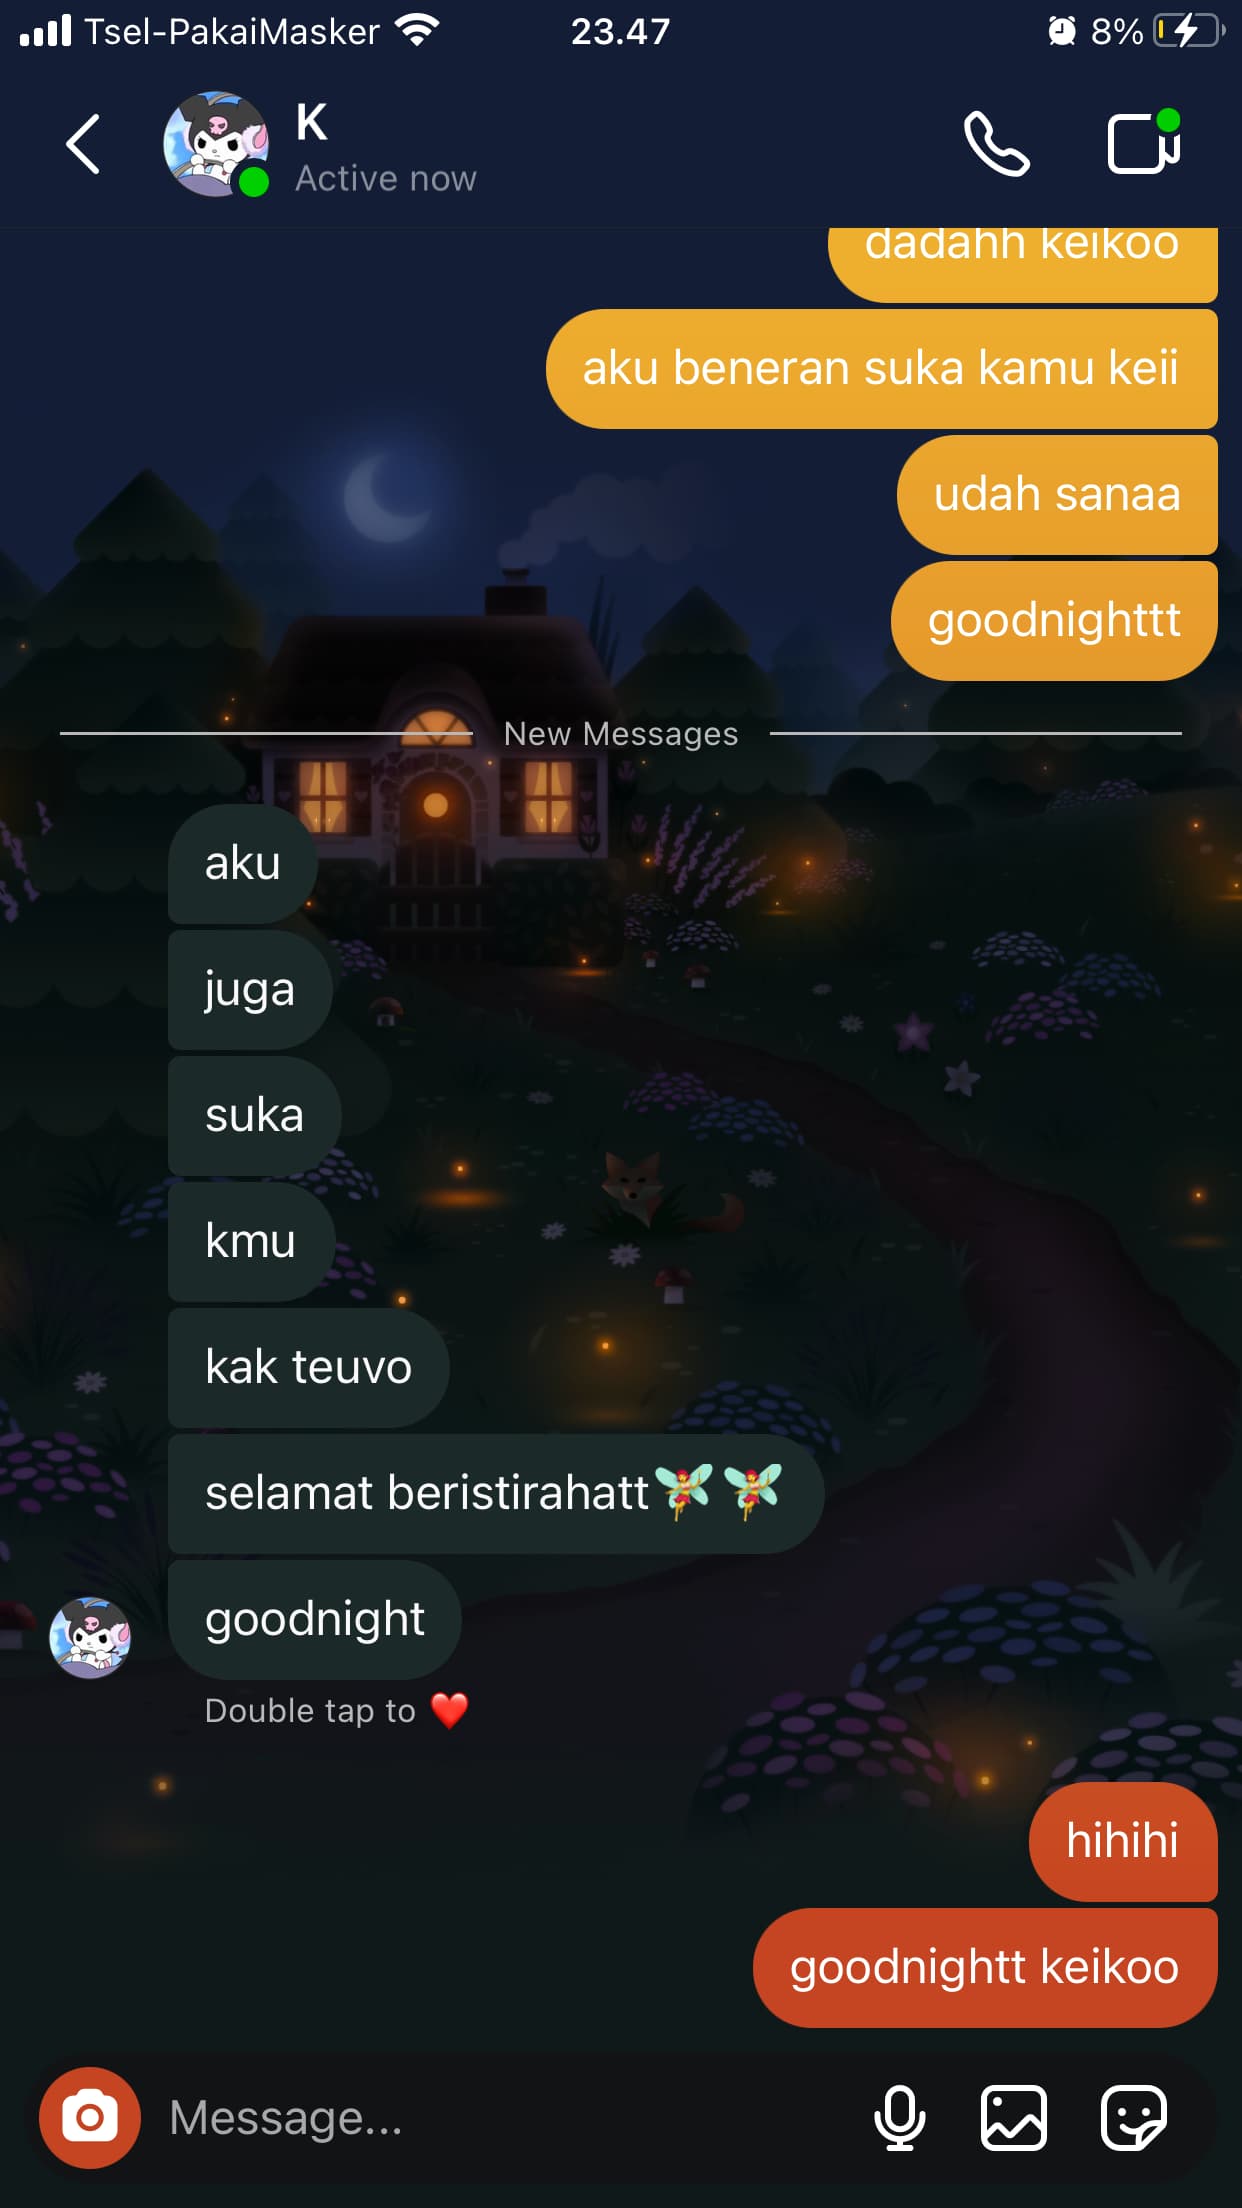 Tsel-PakaiMasker 23.47 8%
K
Active now
dadahh keikoo
aku beneran suka kamu keii
udah sanaa
goodnighttt
New Messages
aku
juga
suka
kmu
kak teuvo
selamat beristirahatt🧚‍♀️🧚‍♀️
goodnight
Double tap to ❤️
hihihi
goodnightt keikoo
Message...